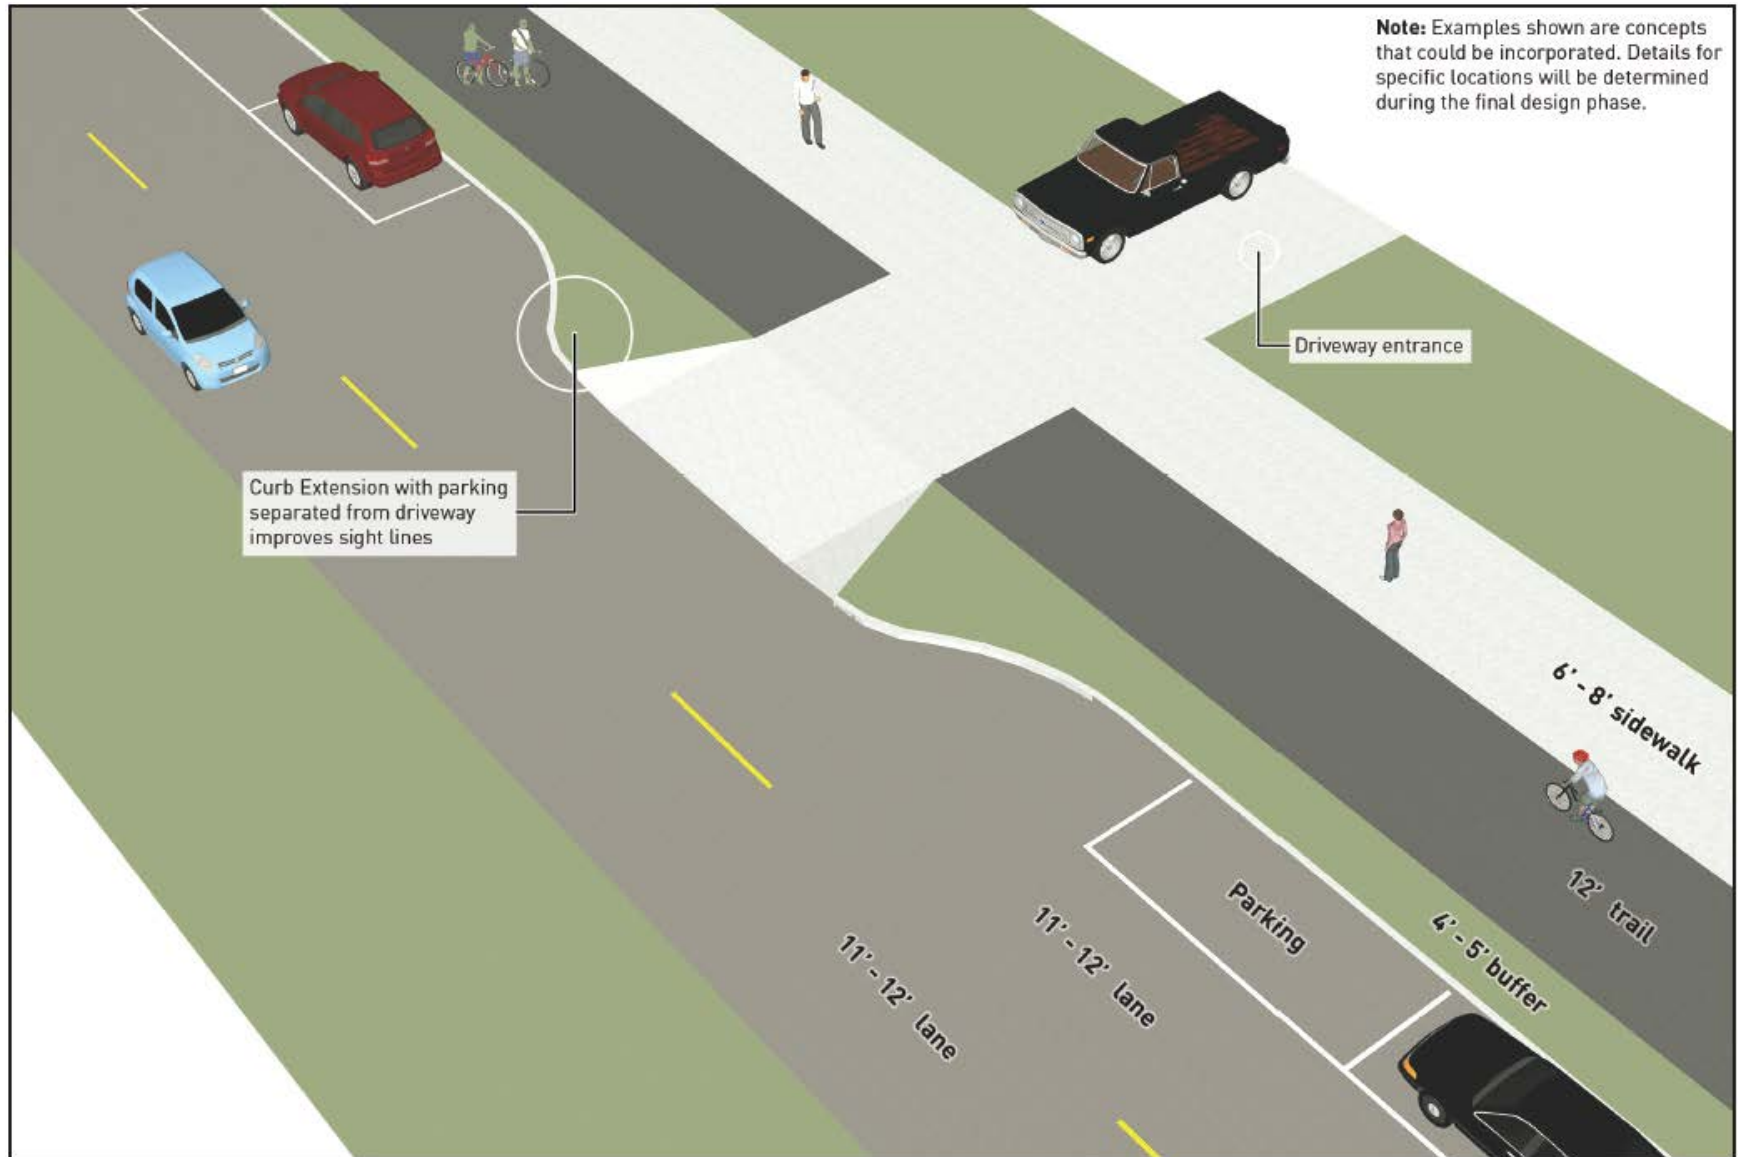 Note: Examples shown are concepts
that could be incorporated. Details for
specific locations will be determined
during the final design phase.
Driveway entrance
Curb Extension with parking
separated from driveway
improves sight lines
6' - 8' sidewalk
12' trail
4' - 5' buffer
Parking
11' - 12' lane
11' - 12' lane